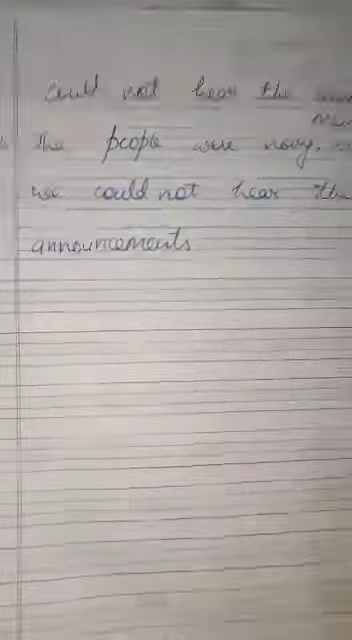 could not hear the
the people were noisy.
we could not hear the
announcements